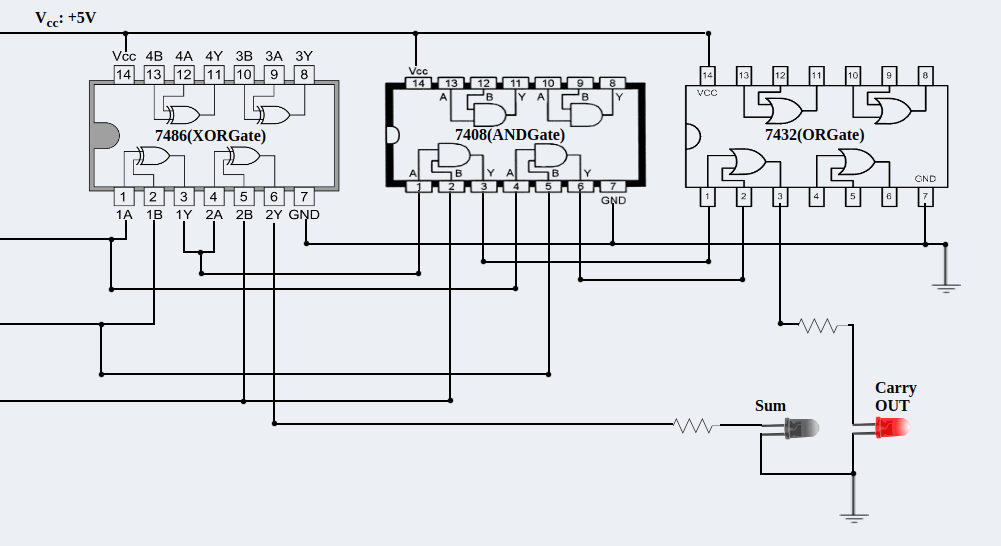 Vcc: +5V
Vcc 4B 4A 4Y 3B 3A 3Y
14 13 12 11 10 9 8
7486(XORGate)
1 2 3 4 5 6 7
1A 1B 1Y 2A 2B 2Y GND
Vcc
14 13 12 11 10 9 8
A B Y A B Y
7408(ANDGate)
A B Y A B Y
1 2 3 4 5 6 7
GND
14 13 12 11 10 9 8
VCC
7432(ORGate)
GND
1 2 3 4 5 6 7
Sum
Carry
OUT